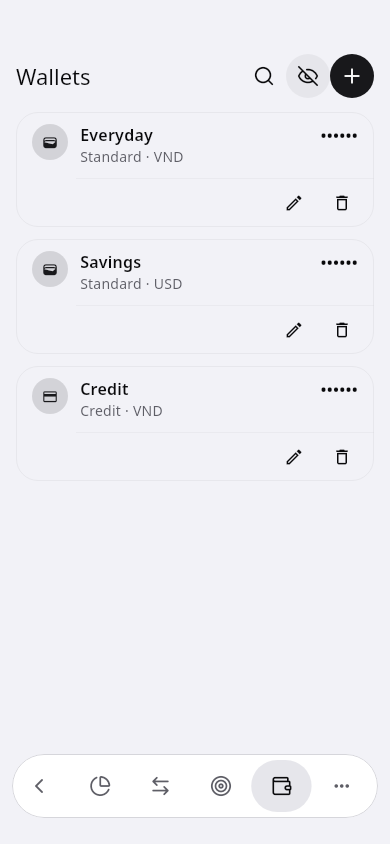 Wallets
Everyday
••••••
Standard · VND
Savings
••••••
Standard · USD
Credit
••••••
Credit · VND